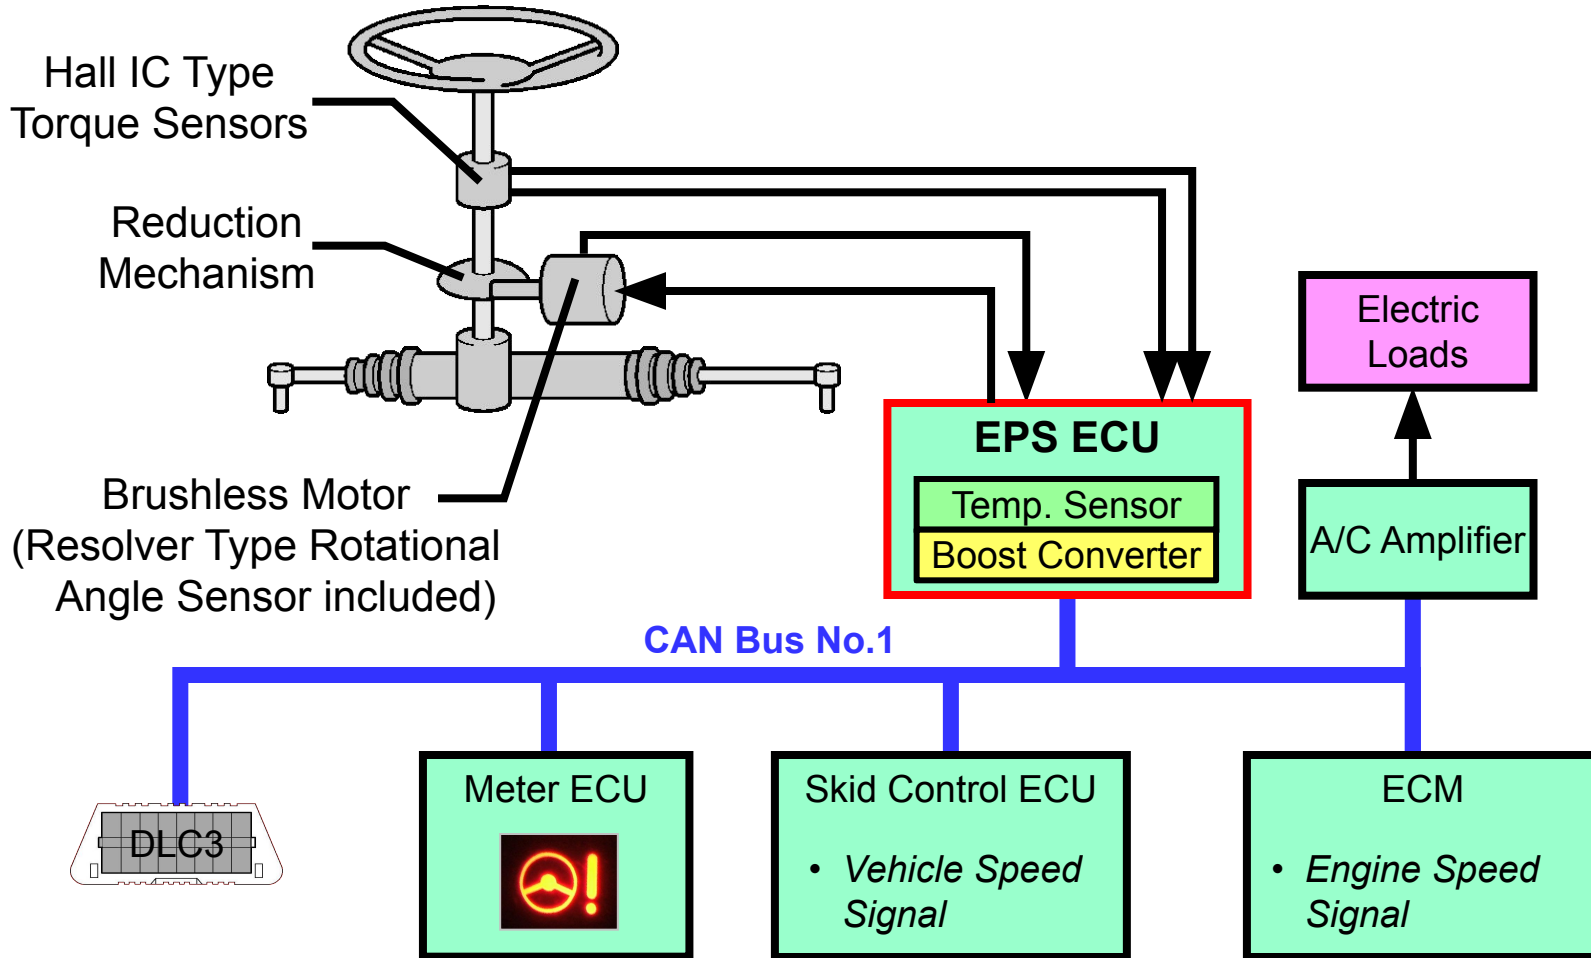 Hall IC Type
Torque Sensors
Reduction
Mechanism
Brushless Motor
(Resolver Type Rotational
Angle Sensor included)
EPS ECU
Temp. Sensor
Boost Converter
Electric
Loads
A/C Amplifier
CAN Bus No.1
DLC3
Meter ECU
!
Skid Control ECU
• Vehicle Speed
Signal
ECM
• Engine Speed
Signal